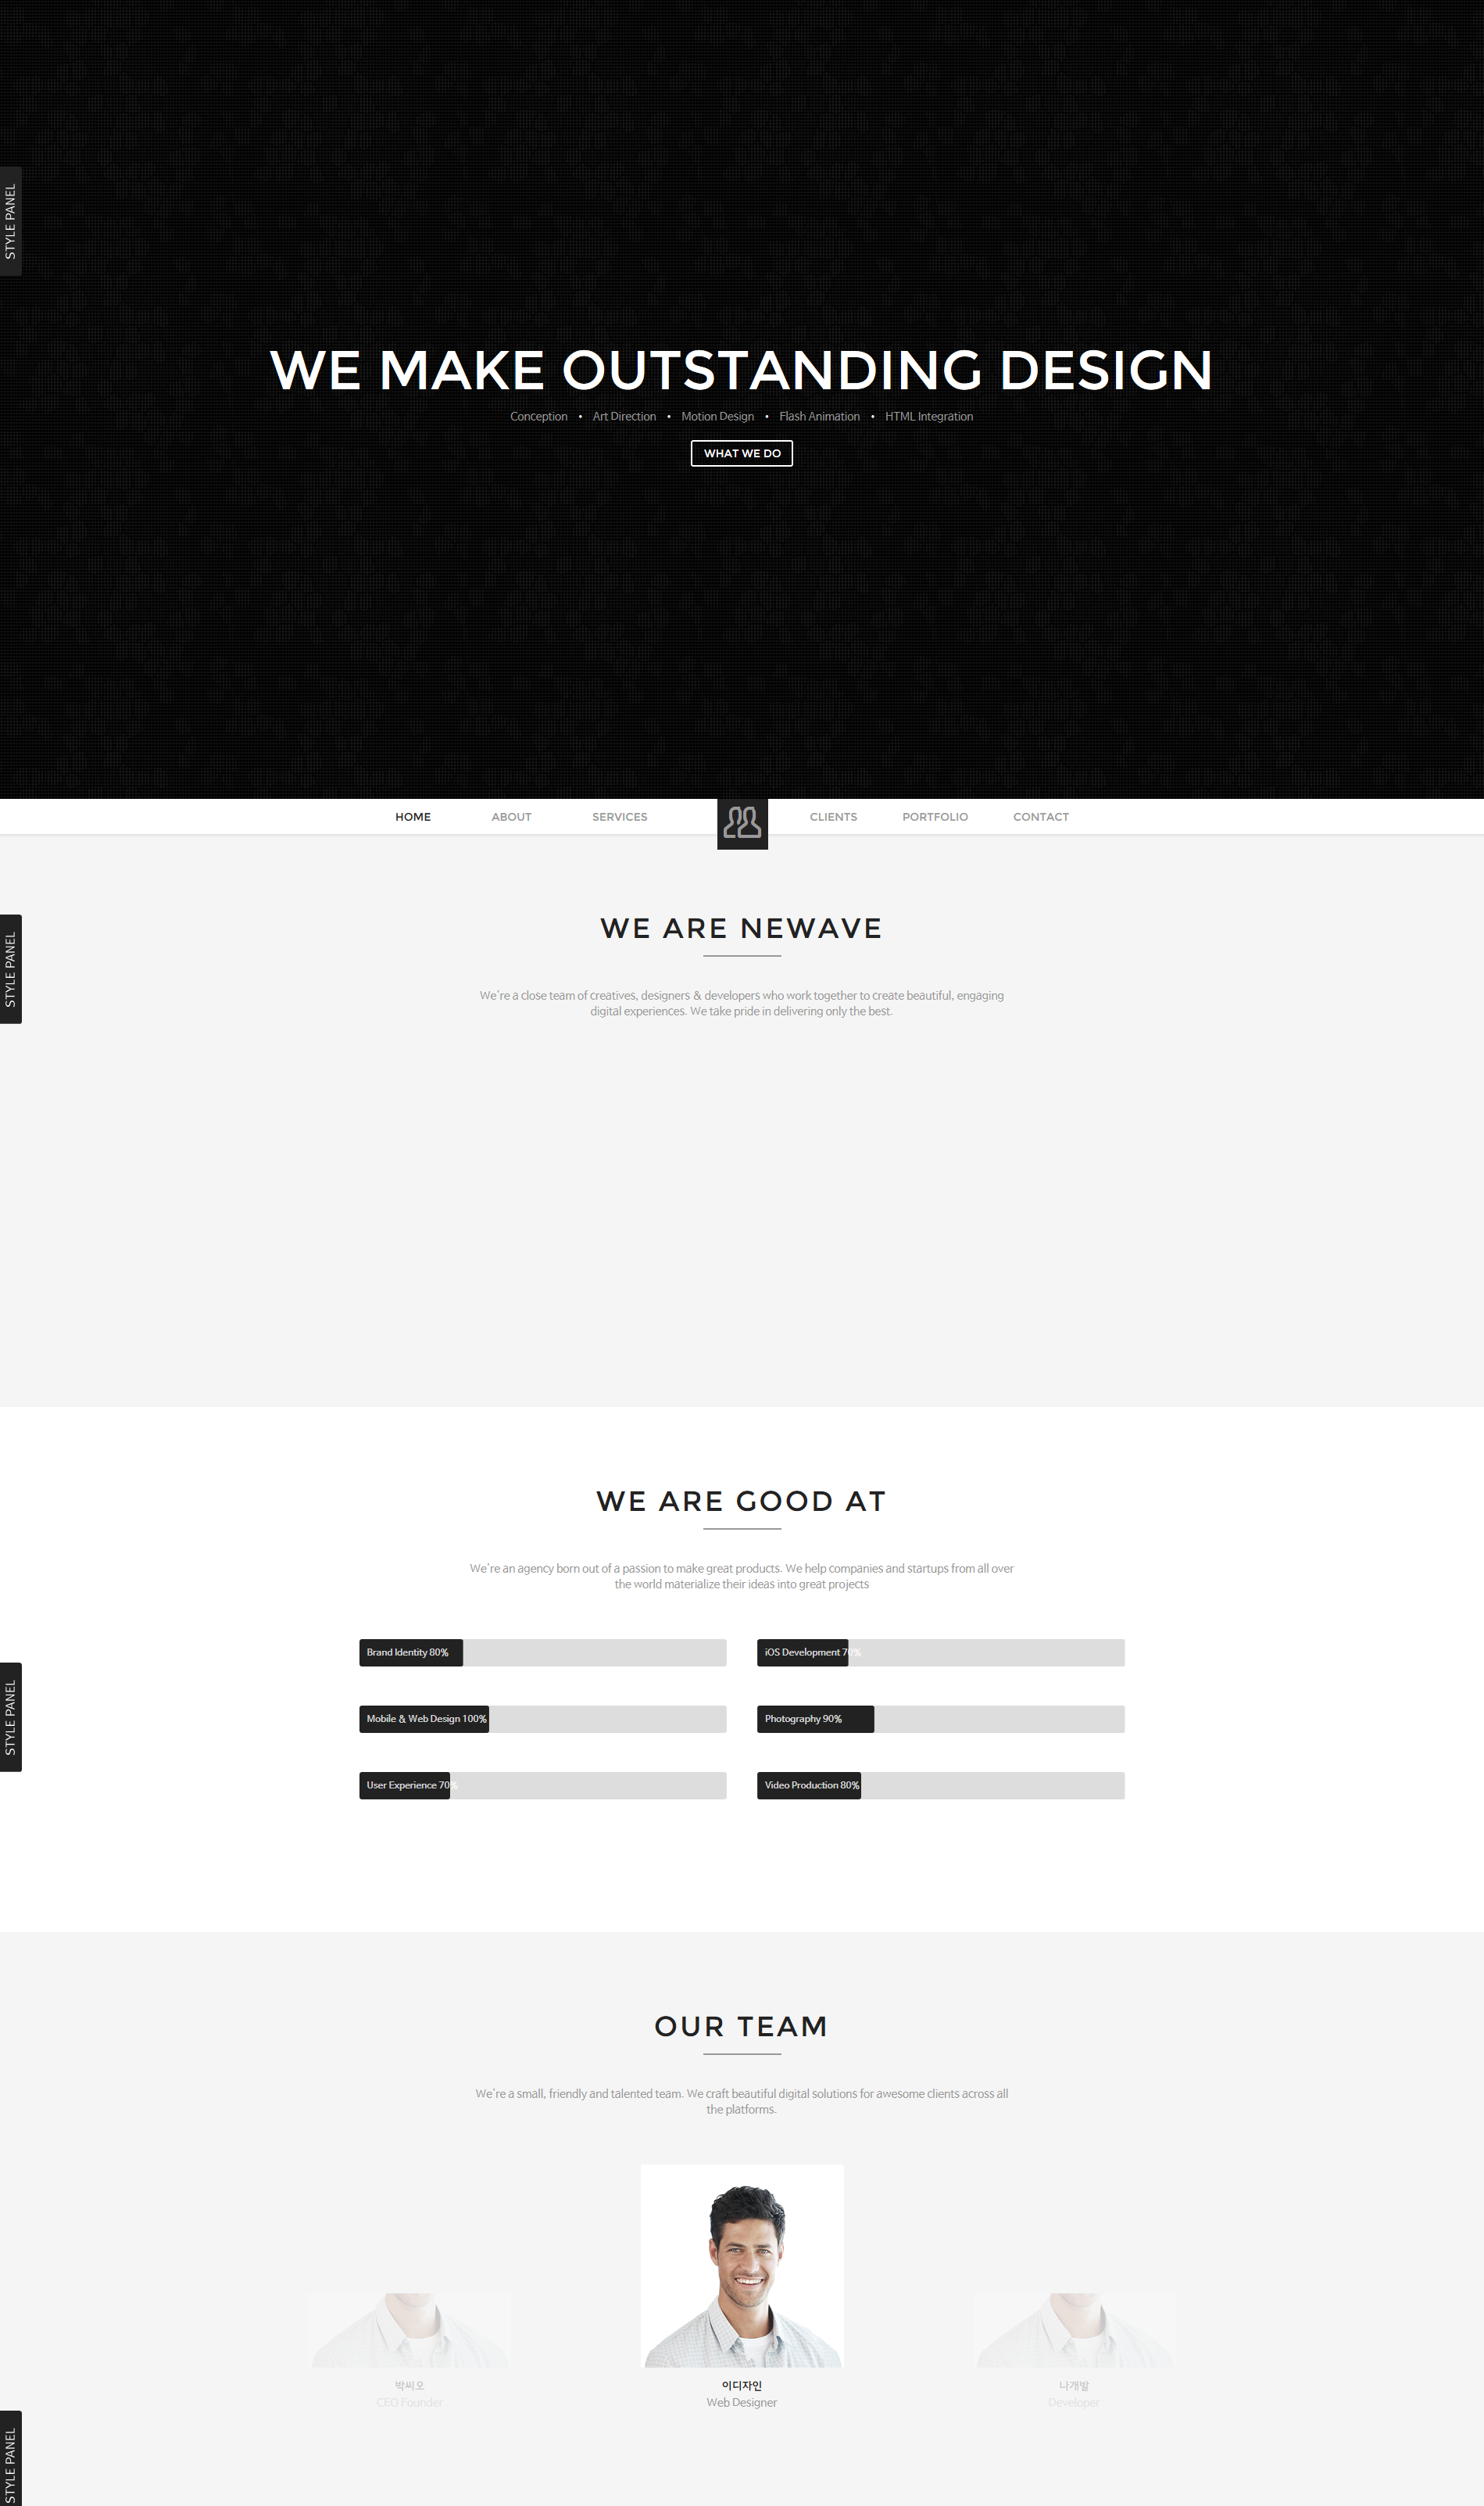 STYLE PANEL
WE MAKE OUTSTANDING DESIGN
Conception • Art Direction • Motion Design • Flash Animation • HTML Integration
WHAT WE DO
HOME ABOUT SERVICES CLIENTS PORTFOLIO CONTACT
WE ARE NEWAVE
STYLE PANEL
We're a close team of creatives, designers & developers who work together to create beautiful, engaging
digital experiences. We take pride in delivering only the best.
WE ARE GOOD AT
We're an agency born out of a passion to make great products. We help companies and startups from all over
the world materialize their ideas into great projects
Brand Identity 80% iOS Development 70%
STYLE PANEL
Mobile & Web Design 100% Photography 90%
User Experience 70% Video Production 80%
OUR TEAM
We're a small, friendly and talented team. We craft beautiful digital solutions for awesome clients across all
the platforms.
박씨오 이디자인 나개발
CEO Founder Web Designer Developer
STYLE PANEL